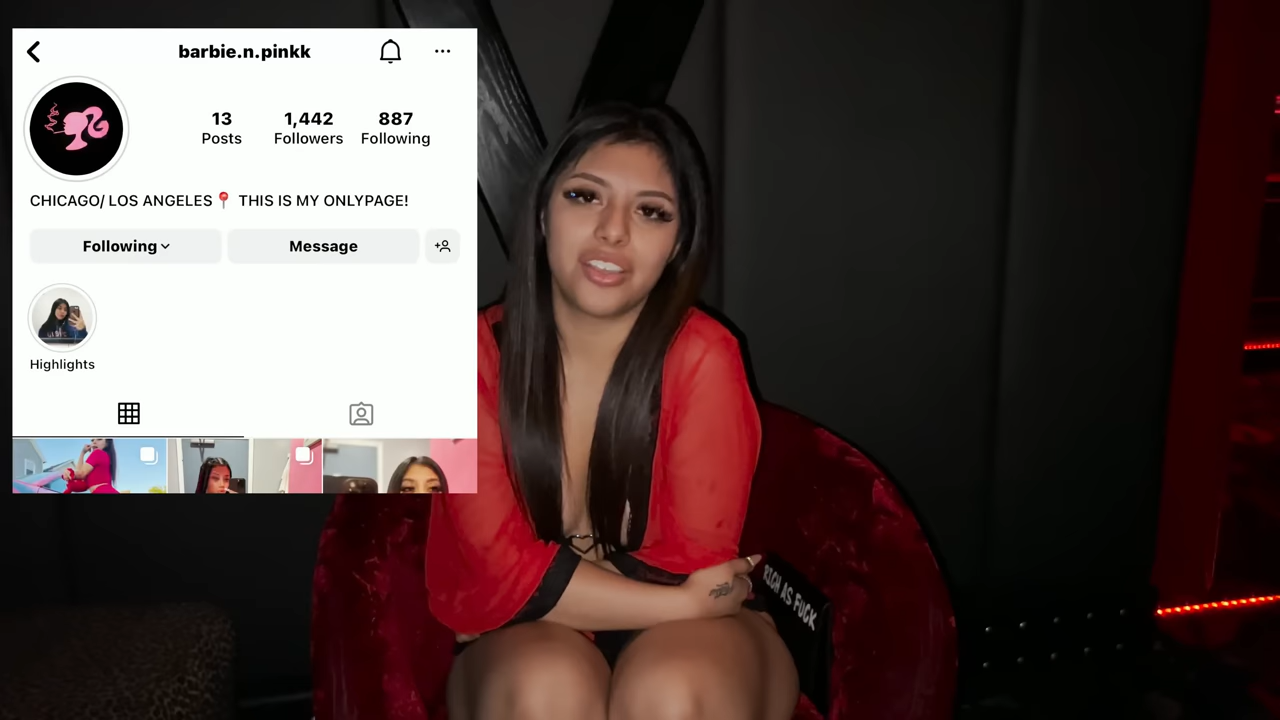 barbie.n.pinkk
13 1,442 887
Posts Followers Following
CHICAGO/ LOS ANGELES📍 THIS IS MY ONLYPAGE!
Following Message
Highlights
RICH AS FUCK